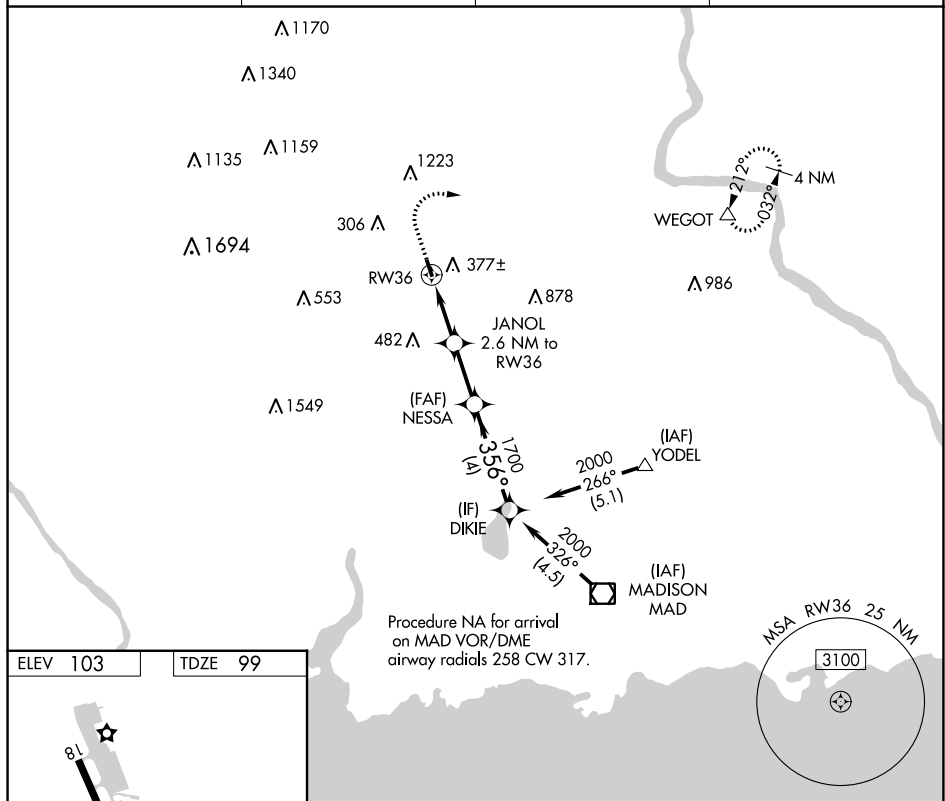 1170
1340
1135
1159
1223
212°
4 NM
032°
WEGOT
306
1694
RW36
377±
986
553
878
JANOL
2.6 NM to
RW36
482
(FAF)
NESSA
1549
1700
356°
(4)
(IAF)
YODEL
2000
266°
(5.1)
(IF)
DIKIE
2000
326°
(4.5)
(IAF)
MADISON
MAD
Procedure NA for arrival
on MAD VOR/DME
airway radials 258 CW 317.
MSA RW36 25 NM
3100
ELEV 103
TDZE 99
18